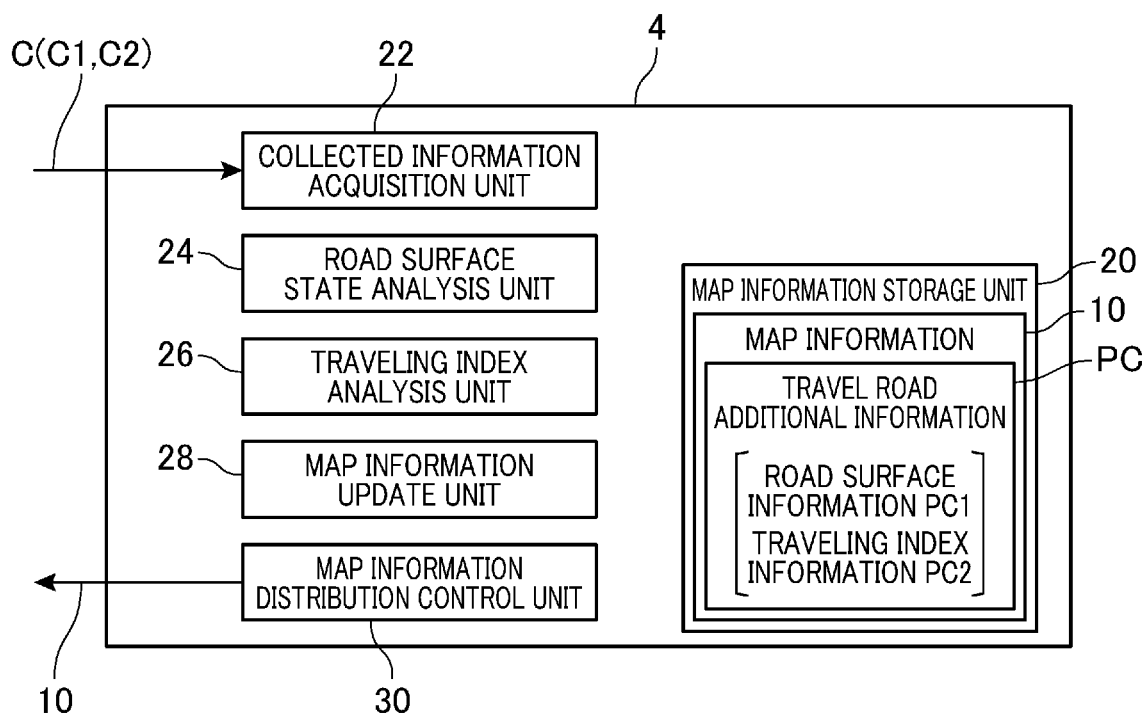 C(C1,C2)
22
4
COLLECTED INFORMATION
ACQUISITION UNIT
24
ROAD SURFACE
STATE ANALYSIS UNIT
26
TRAVELING INDEX
ANALYSIS UNIT
28
MAP INFORMATION
UPDATE UNIT
MAP INFORMATION
DISTRIBUTION CONTROL UNIT
10
30
20
MAP INFORMATION STORAGE UNIT
10
MAP INFORMATION
PC
TRAVEL ROAD
ADDITIONAL INFORMATION
ROAD SURFACE
INFORMATION PC1
TRAVELING INDEX
INFORMATION PC2